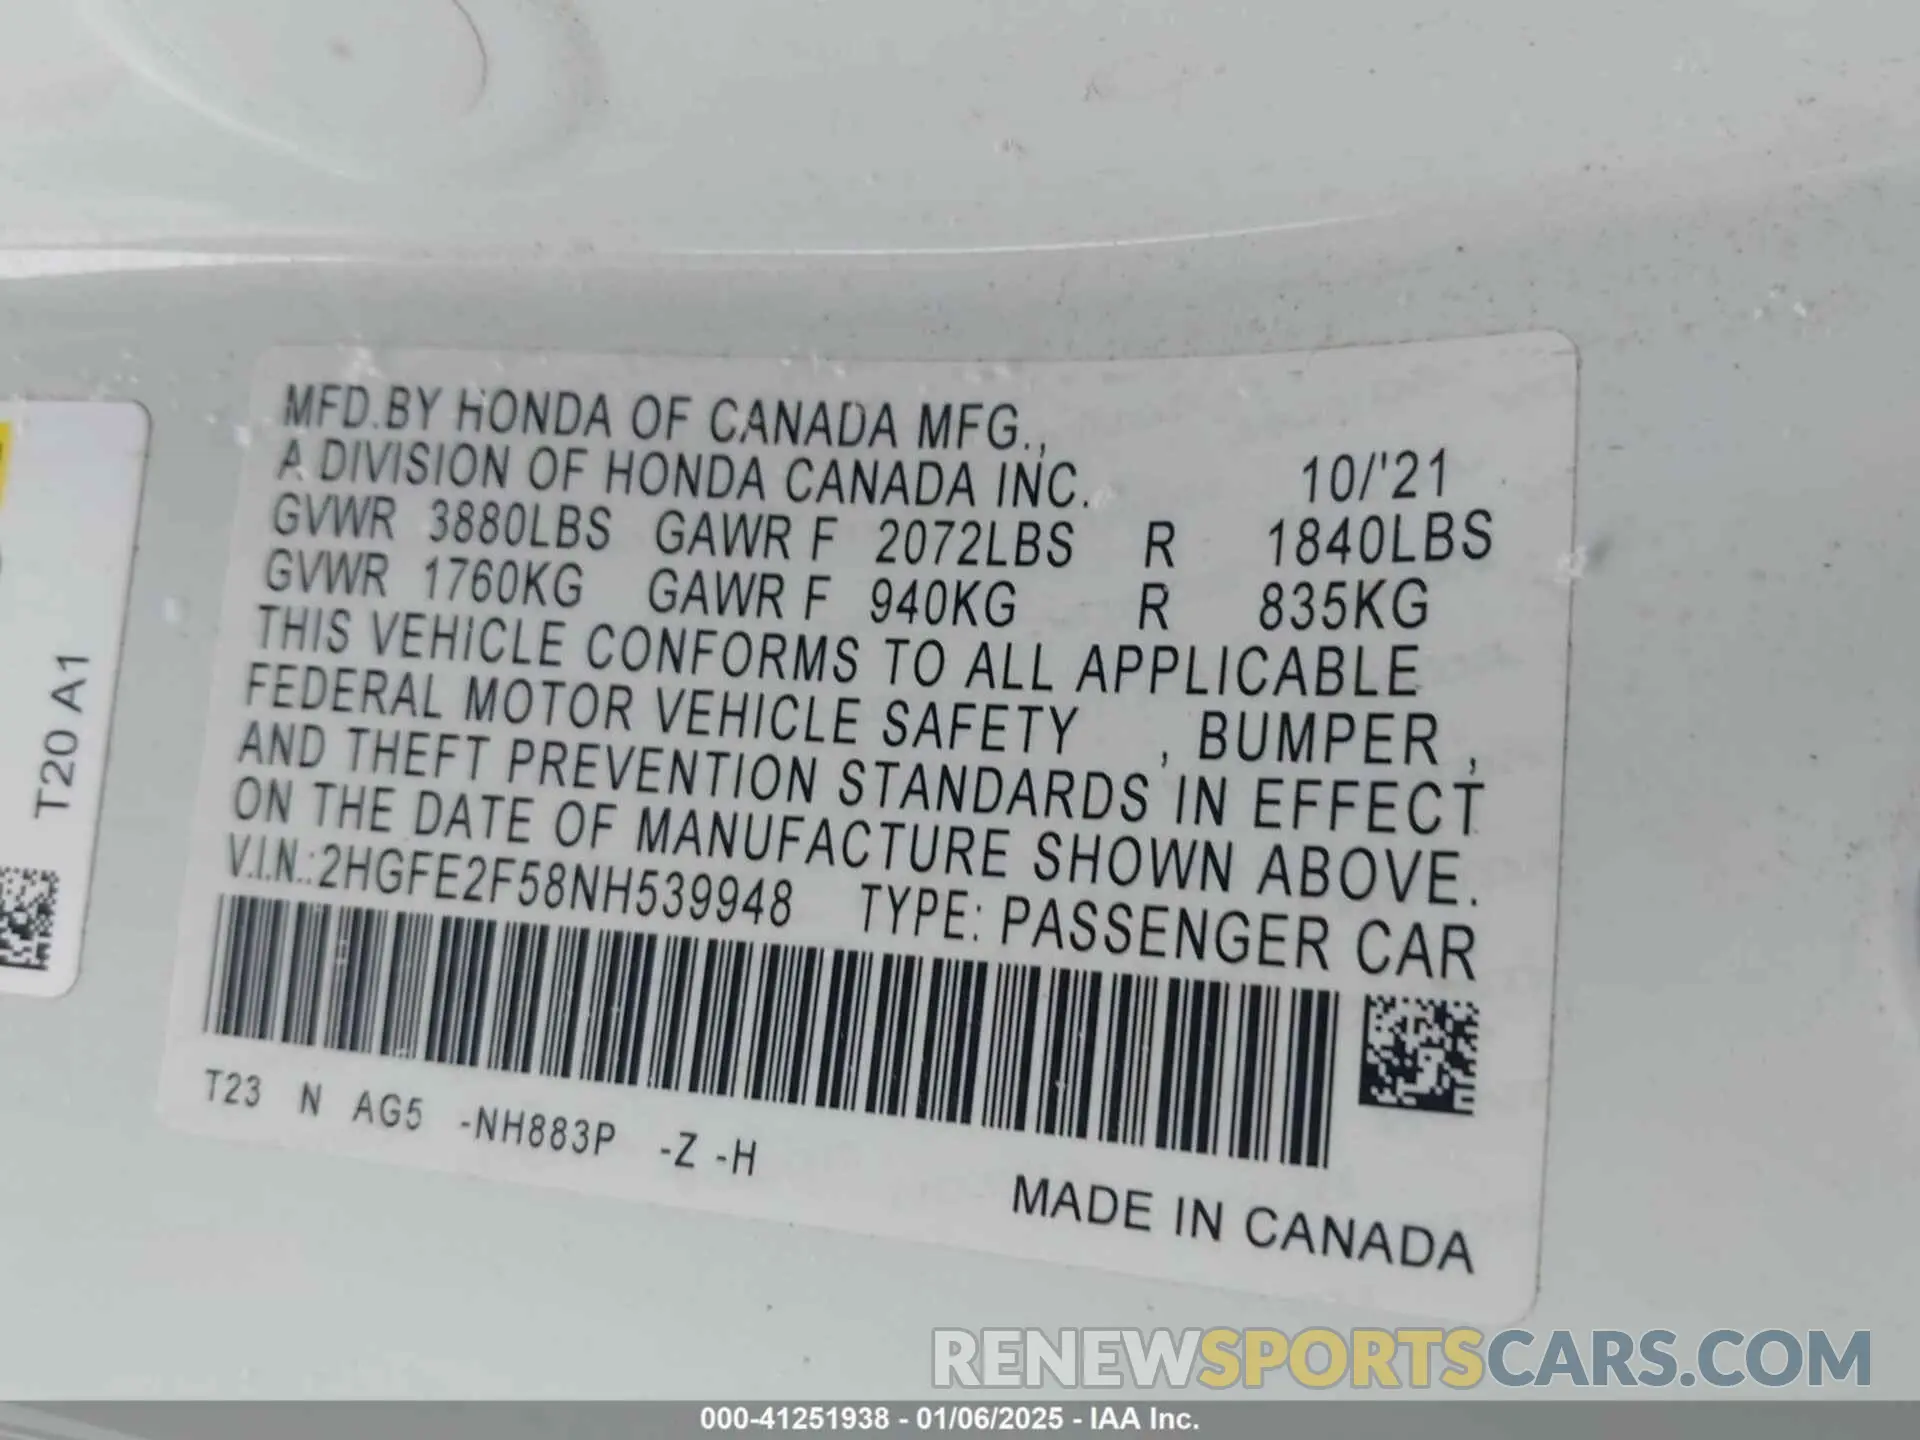 MFD.BY HONDA OF CANADA MFG.,
A DIVISION OF HONDA CANADA INC. 10/'21
GVWR 3880LBS GAWR F 2072LBS R 1840LBS
GVWR 1760KG GAWR F 940KG R 835KG
THIS VEHICLE CONFORMS TO ALL APPLICABLE
FEDERAL MOTOR VEHICLE SAFETY , BUMPER ,
AND THEFT PREVENTION STANDARDS IN EFFECT
ON THE DATE OF MANUFACTURE SHOWN ABOVE.
V.I.N.:2HGFE2F58NH539948 TYPE: PASSENGER CAR
T23 N AG5 -NH883P -Z -H
MADE IN CANADA
T20 A1
RENEWSPORTSCARS.COM
000-41251938 - 01/06/2025 - IAA Inc.